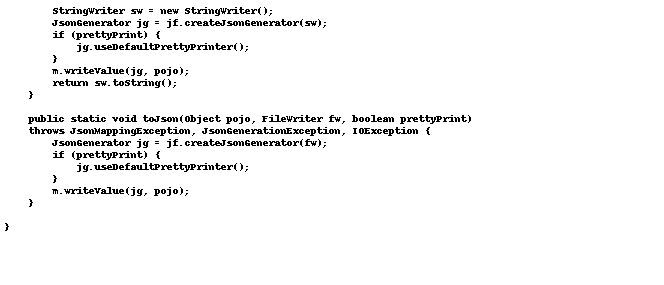 StringWriter sw = new StringWriter();
JsonGenerator jg = jf.createJsonGenerator(sw);
if (prettyPrint) {
jg.useDefaultPrettyPrinter();
}
m.writeValue(jg, pojo);
return sw.toString();
}
public static void toJson(Object pojo, FileWriter fw, boolean prettyPrint)
throws JsonMappingException, JsonGenerationException, IOException {
JsonGenerator jg = jf.createJsonGenerator(fw);
if (prettyPrint) {
jg.useDefaultPrettyPrinter();
}
m.writeValue(jg, pojo);
}
}